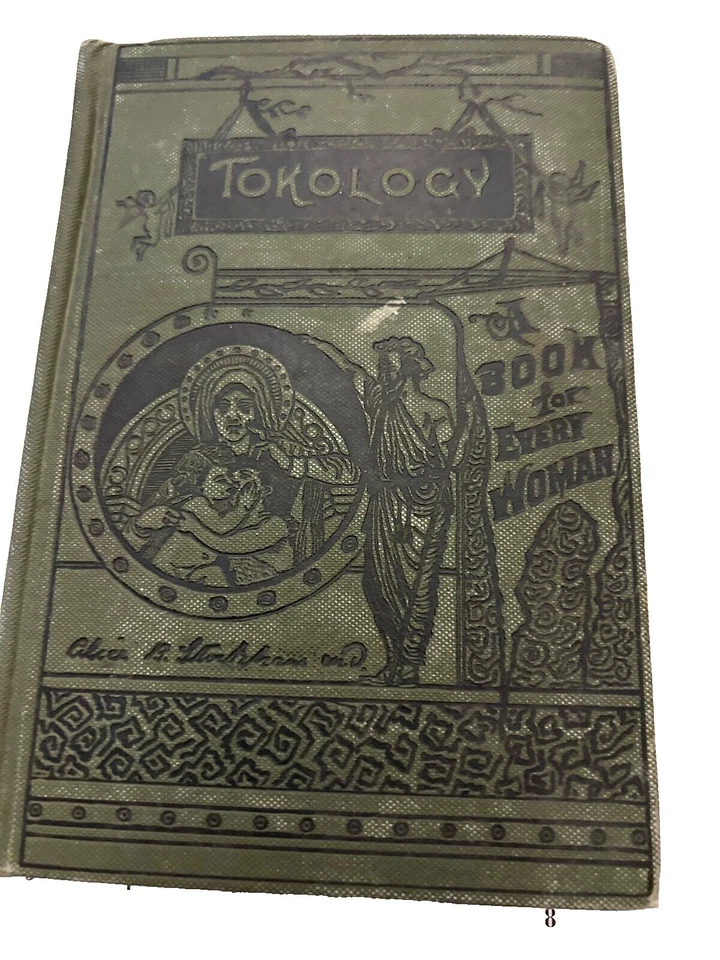 TOKOLOGY
A
BOOK
for
EVERY
WOMAN
Alice B. Stockham M.D.
8